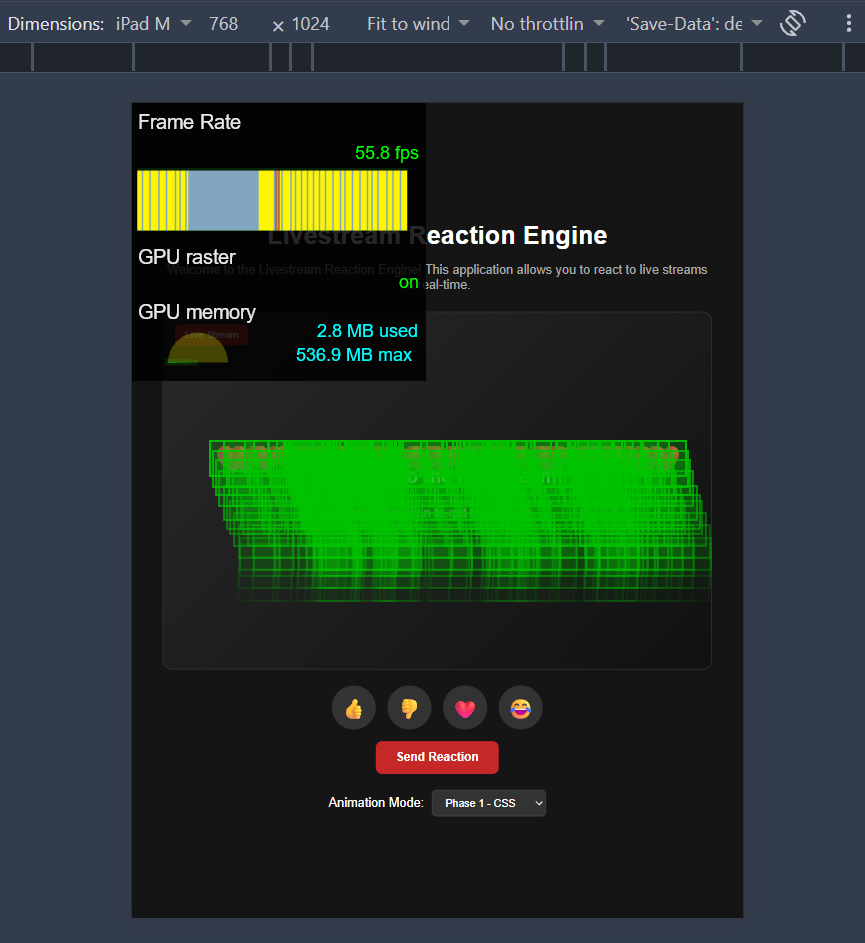 Dimensions: iPad M 768 × 1024 Fit to wind No throttlin 'Save-Data': de
Frame Rate
55.8 fps
Livestream Reaction Engine
GPU raster
Welcome to the Livestream Reaction Engine! This application allows you to react to live streams
on
eal-time.
GPU memory
2.8 MB used
Live Stream
536.9 MB max
Send Reaction
Animation Mode: Phase 1 - CSS